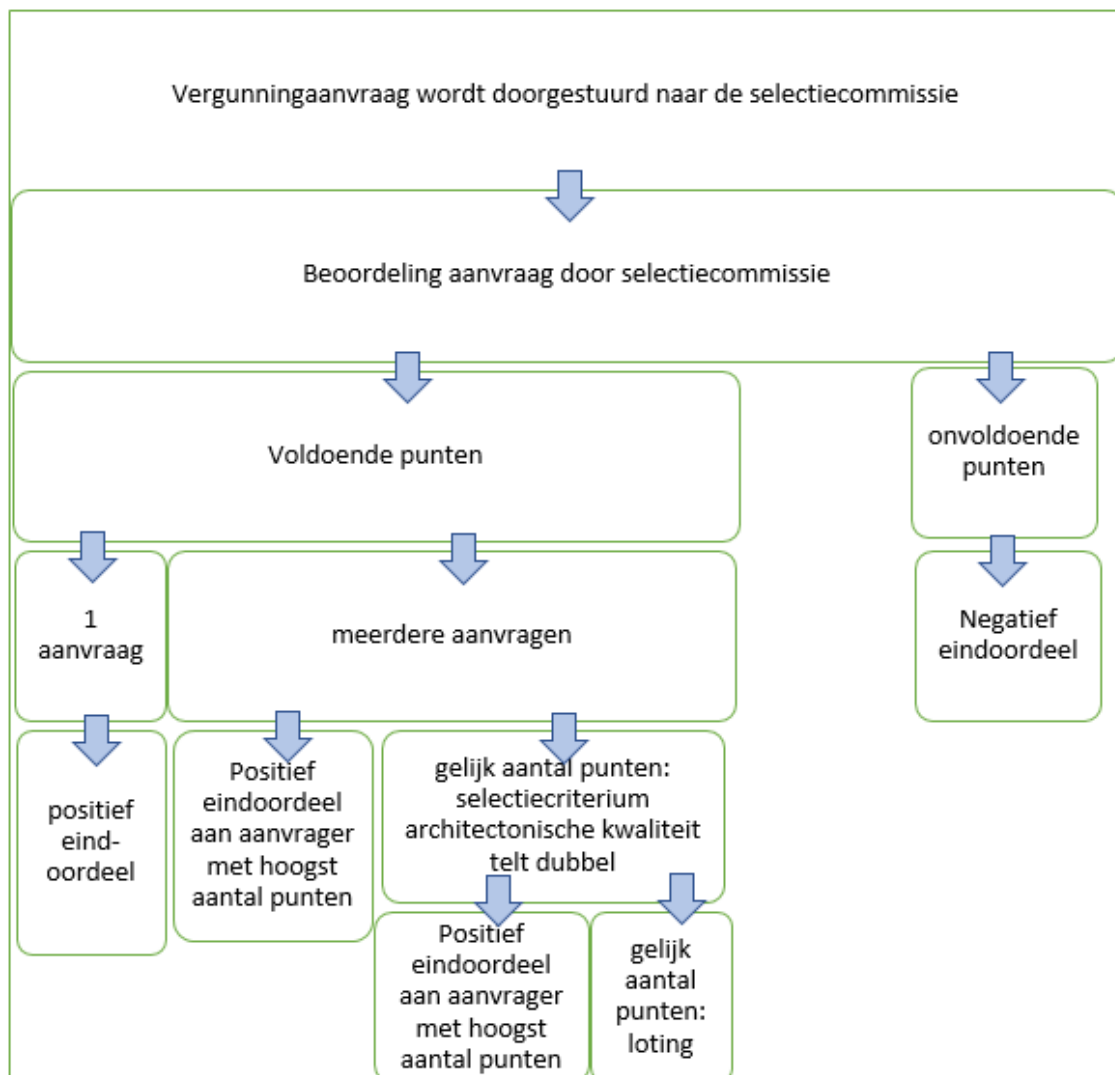 Vergunningaanvraag wordt doorgestuurd naar de selectiecommissie
Beoordeling aanvraag door selectiecommissie
Voldoende punten
onvoldoende
punten
1
aanvraag
meerdere aanvragen
Negatief
eindoordeel
positief
eind-
oordeel
Positief
eindoordeel
aan aanvrager
met hoogst
aantal punten
gelijk aantal punten:
selectiecriterium
architectonische kwaliteit
telt dubbel
Positief
eindoordeel
aan aanvrager
met hoogst
aantal punten
gelijk
aantal
punten:
loting